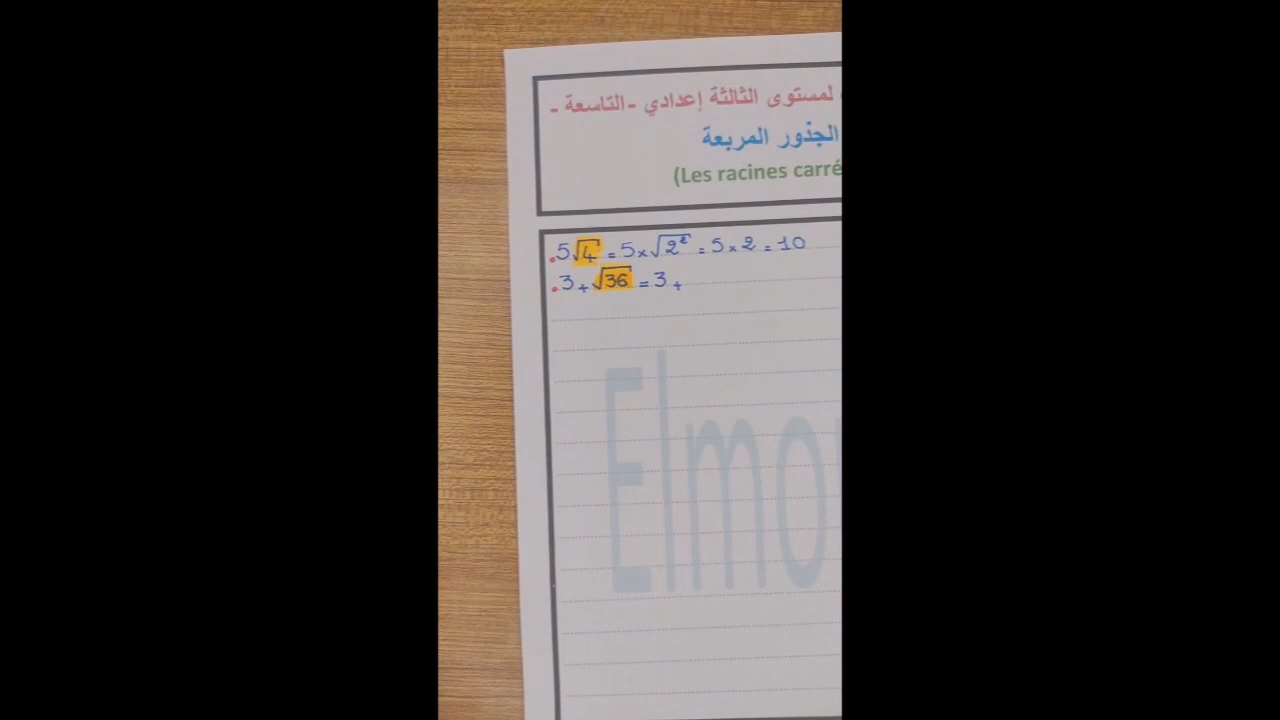 لمستوى الثالثة إعدادي - التاسعة -
الجذور المربعة
(Les racines carré
.5√4 = 5×√2² = 5×2 = 10
.3+√36 = 3+
Elmo